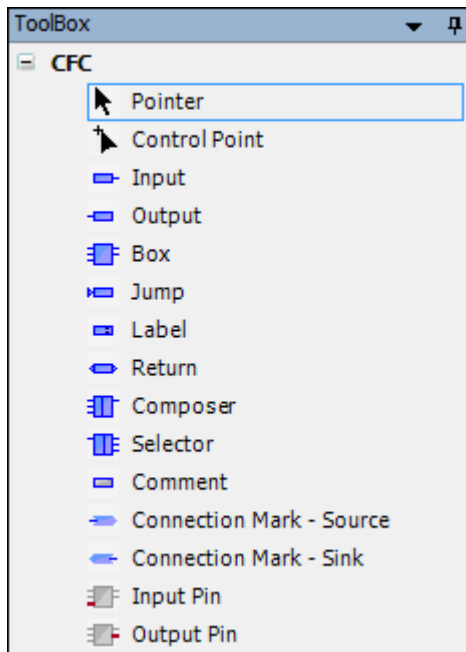 ToolBox
CFC
Pointer
Control Point
Input
Output
Box
Jump
Label
Return
Composer
Selector
Comment
Connection Mark - Source
Connection Mark - Sink
Input Pin
Output Pin